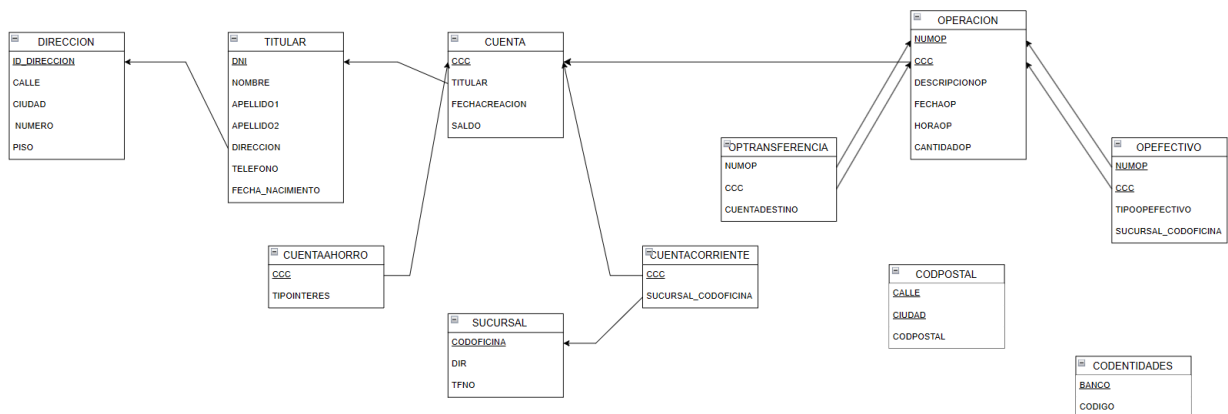 DIRECCION
ID_DIRECCION
CALLE
CIUDAD
NUMERO
PISO
TITULAR
DNI
NOMBRE
APELLIDO1
APELLIDO2
DIRECCION
TELEFONO
FECHA_NACIMIENTO
CUENTA
CCC
TITULAR
FECHACREACION
SALDO
OPERACION
NUMOP
CCC
DESCRIPCIONOP
FECHAOP
HORAOP
CANTIDADOP
OPTRANSFERENCIA
NUMOP
CCC
CUENTADESTINO
OPEFECTIVO
NUMOP
CCC
TIPOOPEFECTIVO
SUCURSAL_CODOFICINA
CUENTAAHORRO
CCC
TIPOINTERES
CUENTACORRIENTE
CCC
SUCURSAL_CODOFICINA
SUCURSAL
CODOFICINA
DIR
TFNO
CODPOSTAL
CALLE
CIUDAD
CODPOSTAL
CODENTIDADES
BANCO
CODIGO